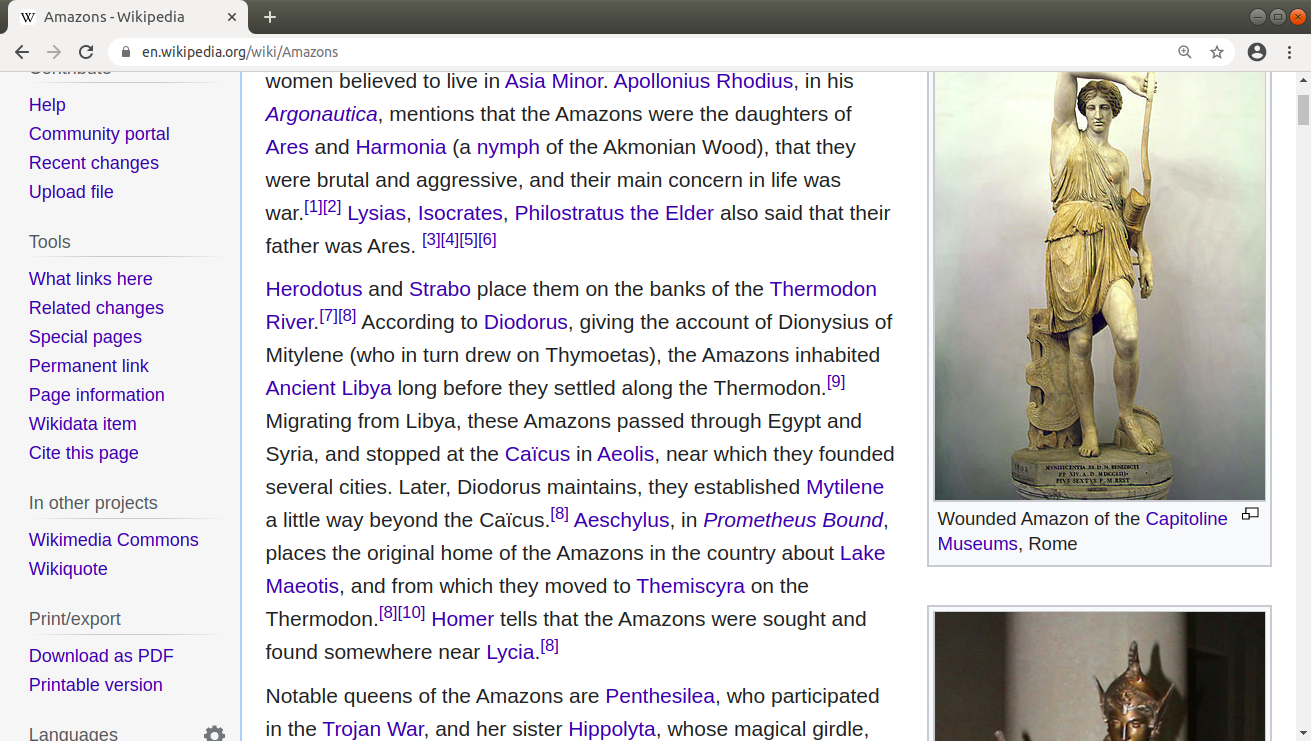 Amazons - Wikipedia
en.wikipedia.org/wiki/Amazons
Contribute
Help
Community portal
Recent changes
Upload file
Tools
What links here
Related changes
Special pages
Permanent link
Page information
Wikidata item
Cite this page
In other projects
Wikimedia Commons
Wikiquote
Print/export
Download as PDF
Printable version
Languages
women believed to live in Asia Minor. Apollonius Rhodius, in his
Argonautica, mentions that the Amazons were the daughters of
Ares and Harmonia (a nymph of the Akmonian Wood), that they
were brutal and aggressive, and their main concern in life was
war.[1][2] Lysias, Isocrates, Philostratus the Elder also said that their
father was Ares. [3][4][5][6]
Herodotus and Strabo place them on the banks of the Thermodon
River.[7][8] According to Diodorus, giving the account of Dionysius of
Mitylene (who in turn drew on Thymoetas), the Amazons inhabited
Ancient Libya long before they settled along the Thermodon.[9]
Migrating from Libya, these Amazons passed through Egypt and
Syria, and stopped at the Caïcus in Aeolis, near which they founded
several cities. Later, Diodorus maintains, they established Mytilene
a little way beyond the Caïcus.[8] Aeschylus, in Prometheus Bound,
places the original home of the Amazons in the country about Lake
Maeotis, and from which they moved to Themiscyra on the
Thermodon.[8][10] Homer tells that the Amazons were sought and
found somewhere near Lycia.[8]
Notable queens of the Amazons are Penthesilea, who participated
in the Trojan War, and her sister Hippolyta, whose magical girdle,
MVNIFICENTIA SS. D. N. BENEDICTI
PP XIV. A. D. MDCCLIII
PIVS SEXTVS P. M. REST
Wounded Amazon of the Capitoline
Museums, Rome